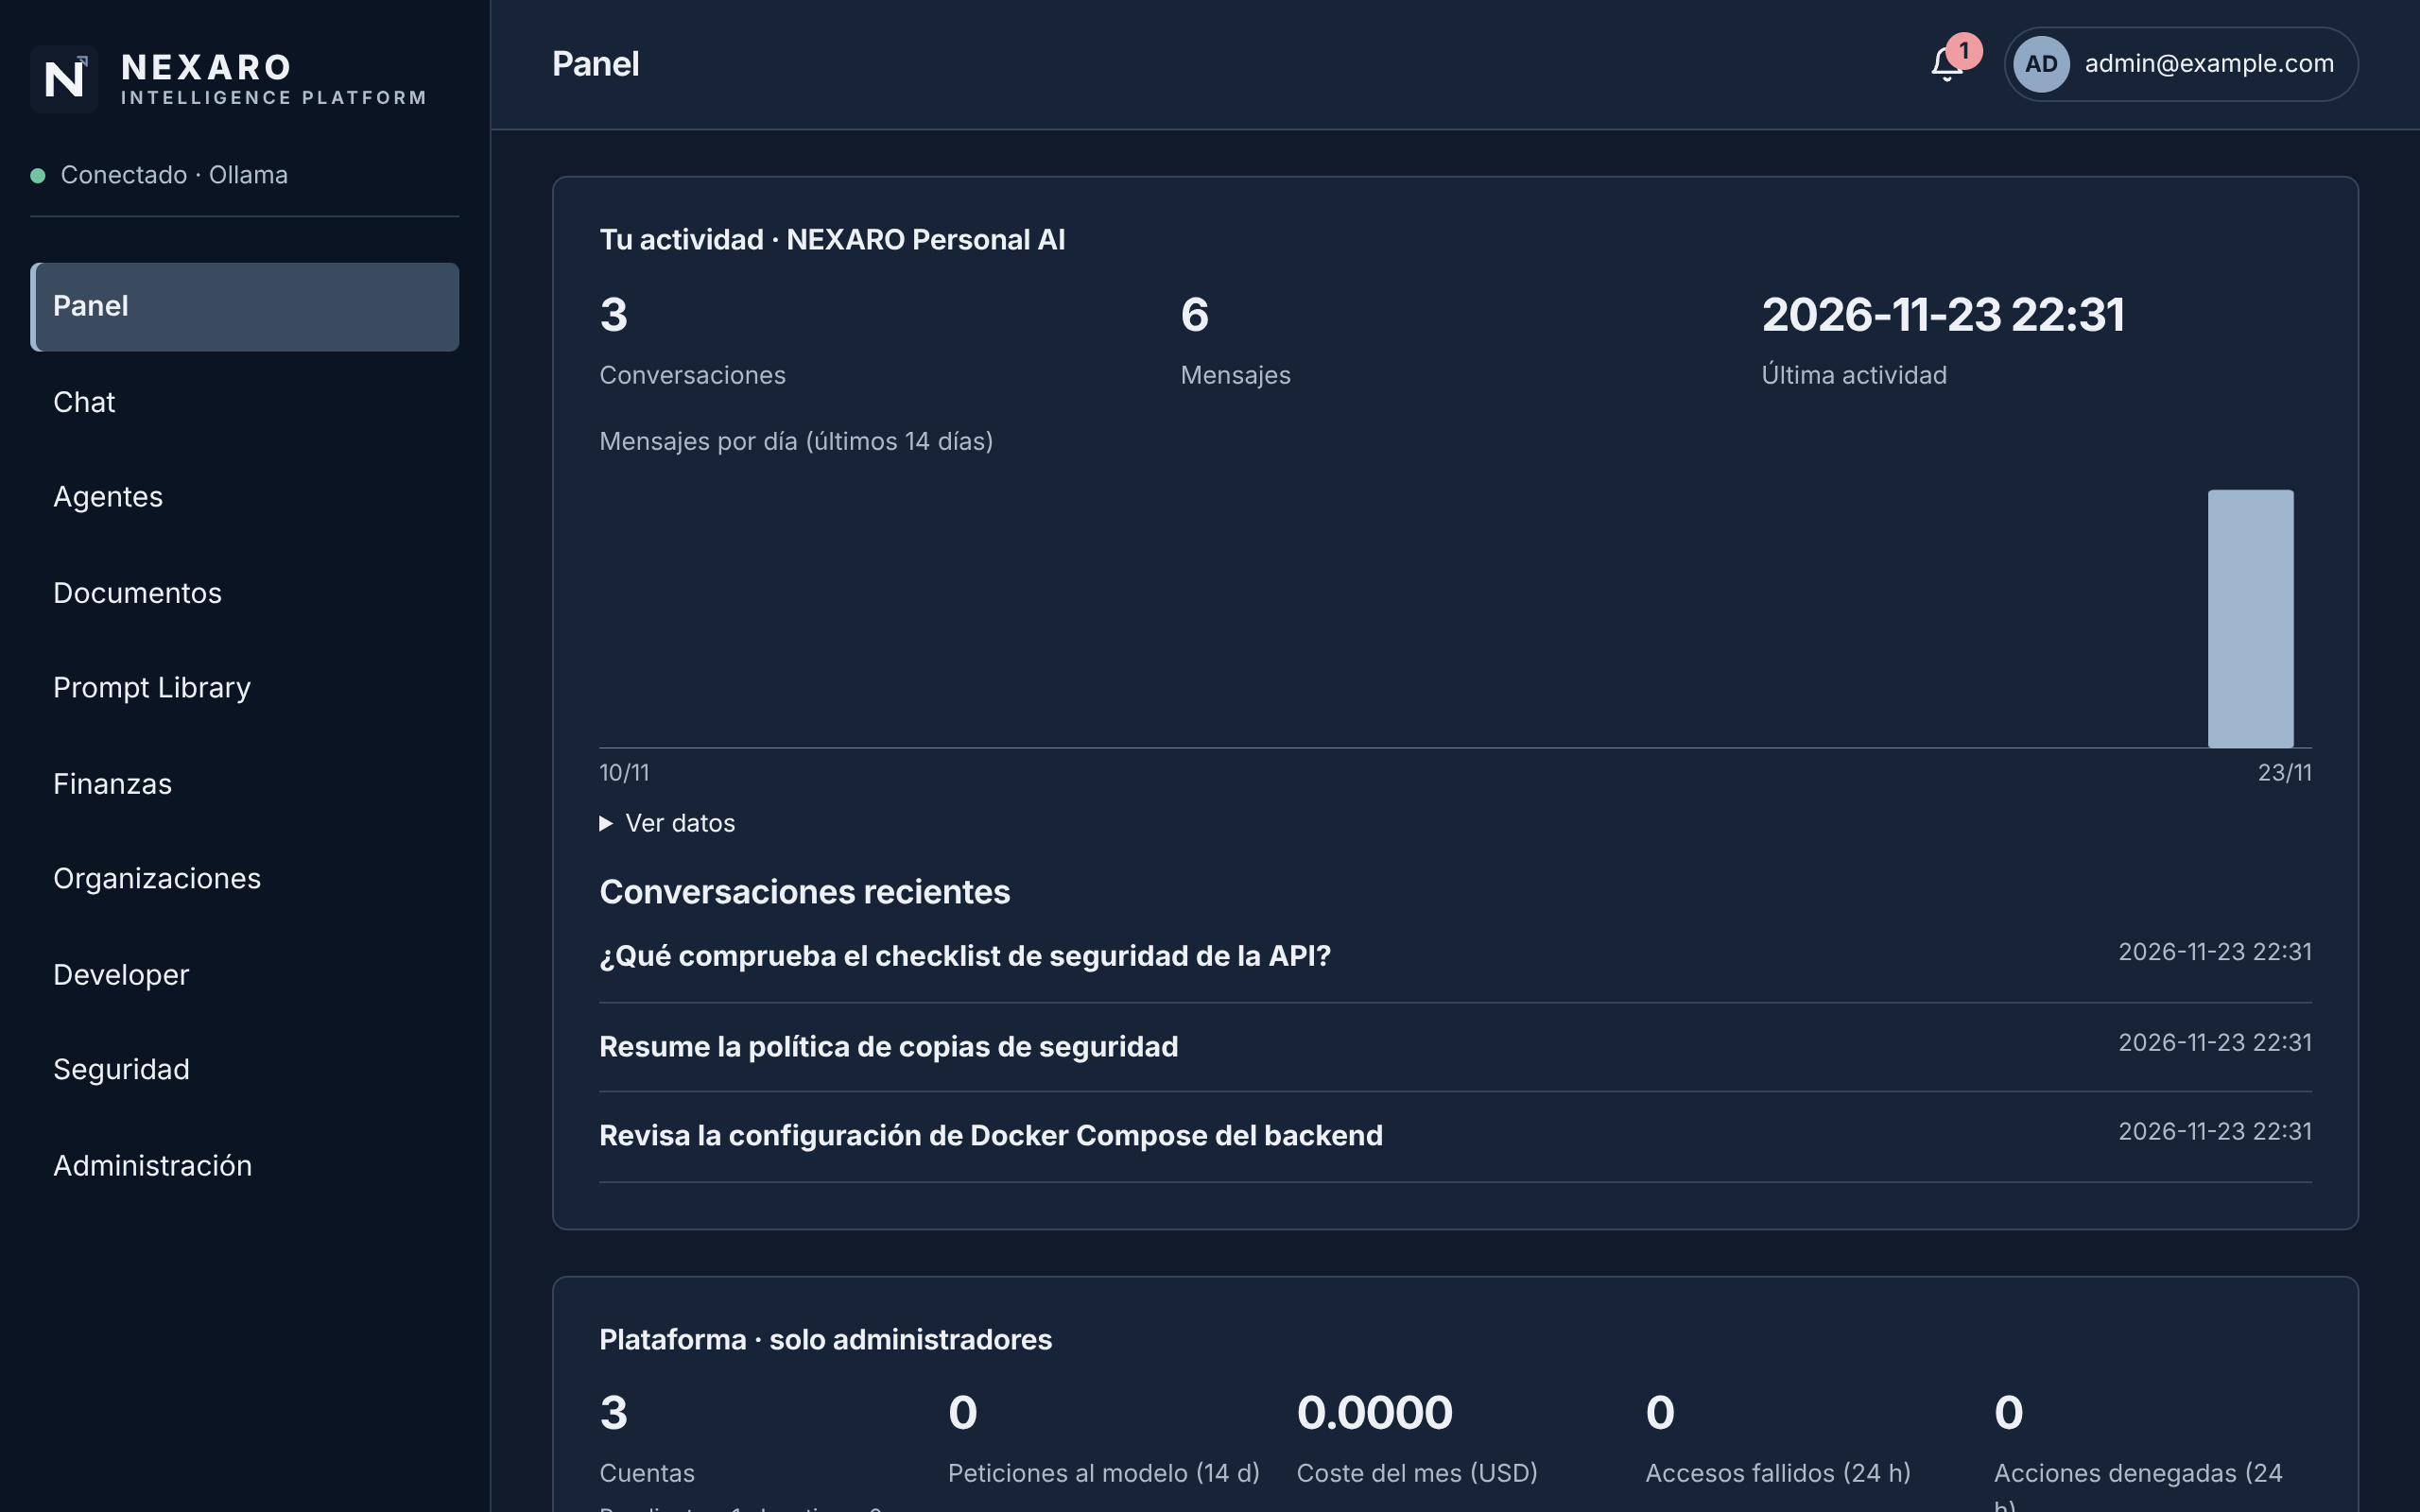 NEXARO
INTELLIGENCE PLATFORM
Conectado · Ollama
Panel
Chat
Agentes
Documentos
Prompt Library
Finanzas
Organizaciones
Developer
Seguridad
Administración
Panel
1
AD
admin@example.com
Tu actividad · NEXARO Personal AI
3
Conversaciones
6
Mensajes
2026-11-23 22:31
Última actividad
Mensajes por día (últimos 14 días)
10/11
23/11
Ver datos
Conversaciones recientes
¿Qué comprueba el checklist de seguridad de la API?
2026-11-23 22:31
Resume la política de copias de seguridad
2026-11-23 22:31
Revisa la configuración de Docker Compose del backend
2026-11-23 22:31
Plataforma · solo administradores
3
Cuentas
0
Peticiones al modelo (14 d)
0.0000
Coste del mes (USD)
0
Accesos fallidos (24 h)
0
Acciones denegadas (24
h)